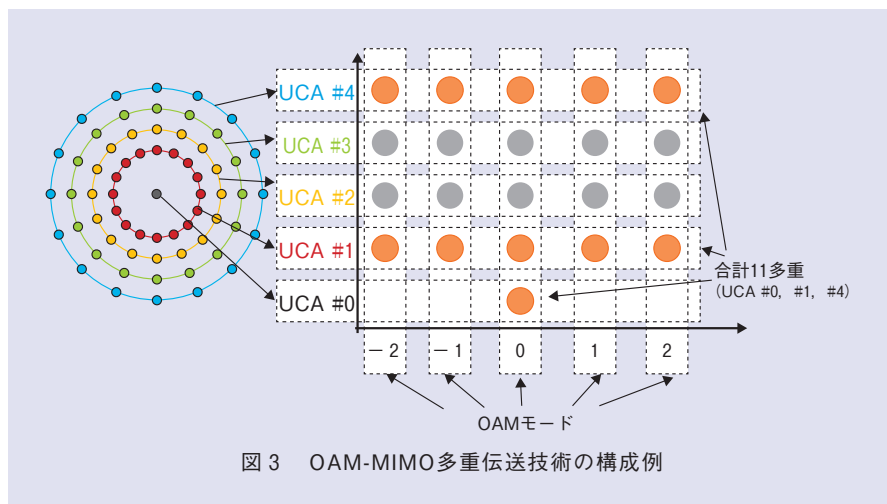 UCA #4
UCA #3
UCA #2
UCA #1
UCA #0
合計11多重
（UCA #0，#1，#4）
－2 －1 0 1 2
OAMモード
図3 OAM-MIMO多重伝送技術の構成例